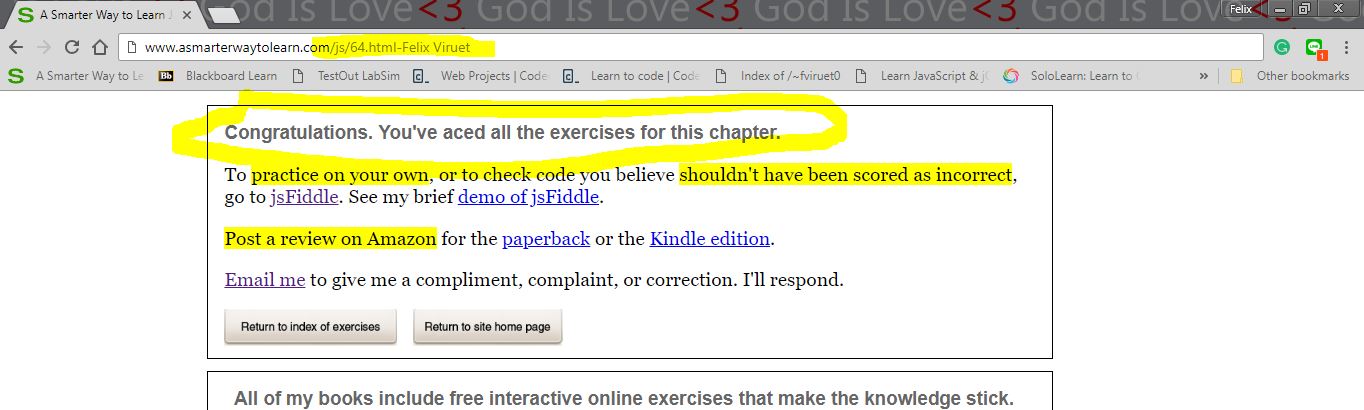 God Is Love<3 God Is Love<3 God Is Love<3 God Is Love<3 God
A Smarter Way to Learn J
Felix
www.asmarterwaytolearn.com/js/64.html-Felix Viruet
1
A Smarter Way to Le Bb Blackboard Learn TestOut LabSim Web Projects | Code Learn to code | Code Index of /~fviruet0 Learn JavaScript & jC SoloLearn: Learn to » Other bookmarks
Congratulations. You've aced all the exercises for this chapter.
To practice on your own, or to check code you believe shouldn't have been scored as incorrect,
go to jsFiddle. See my brief demo of jsFiddle.
Post a review on Amazon for the paperback or the Kindle edition.
Email me to give me a compliment, complaint, or correction. I'll respond.
Return to index of exercises Return to site home page
All of my books include free interactive online exercises that make the knowledge stick.